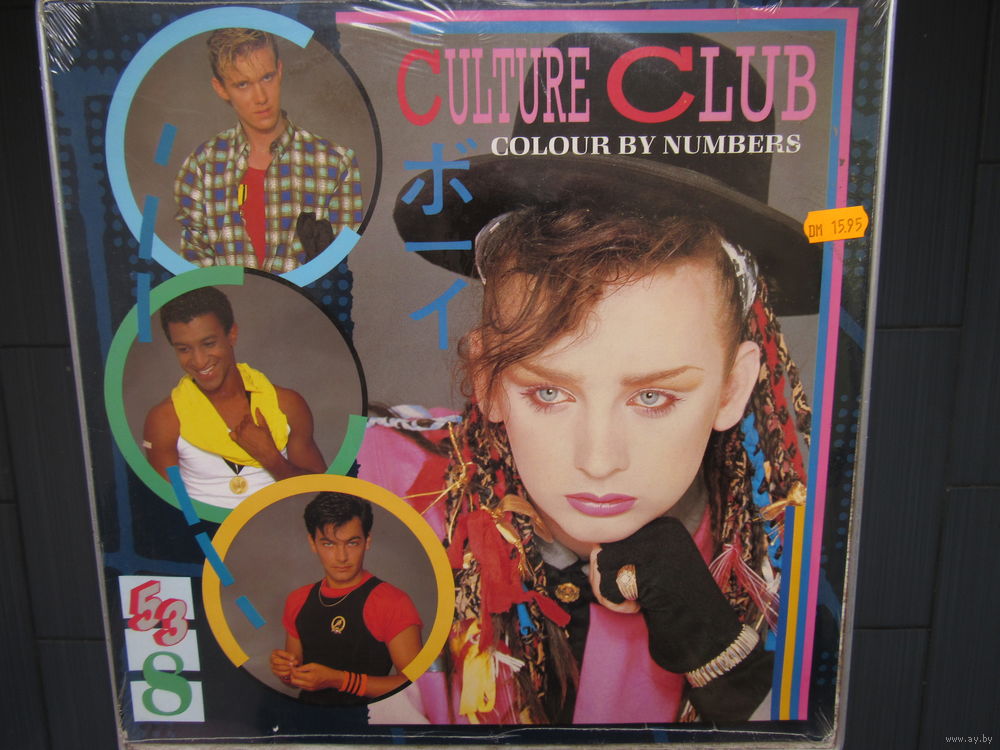 CULTURE CLUB
COLOUR BY NUMBERS
ボーイ
DM 15.95
53
8
www.ay.by